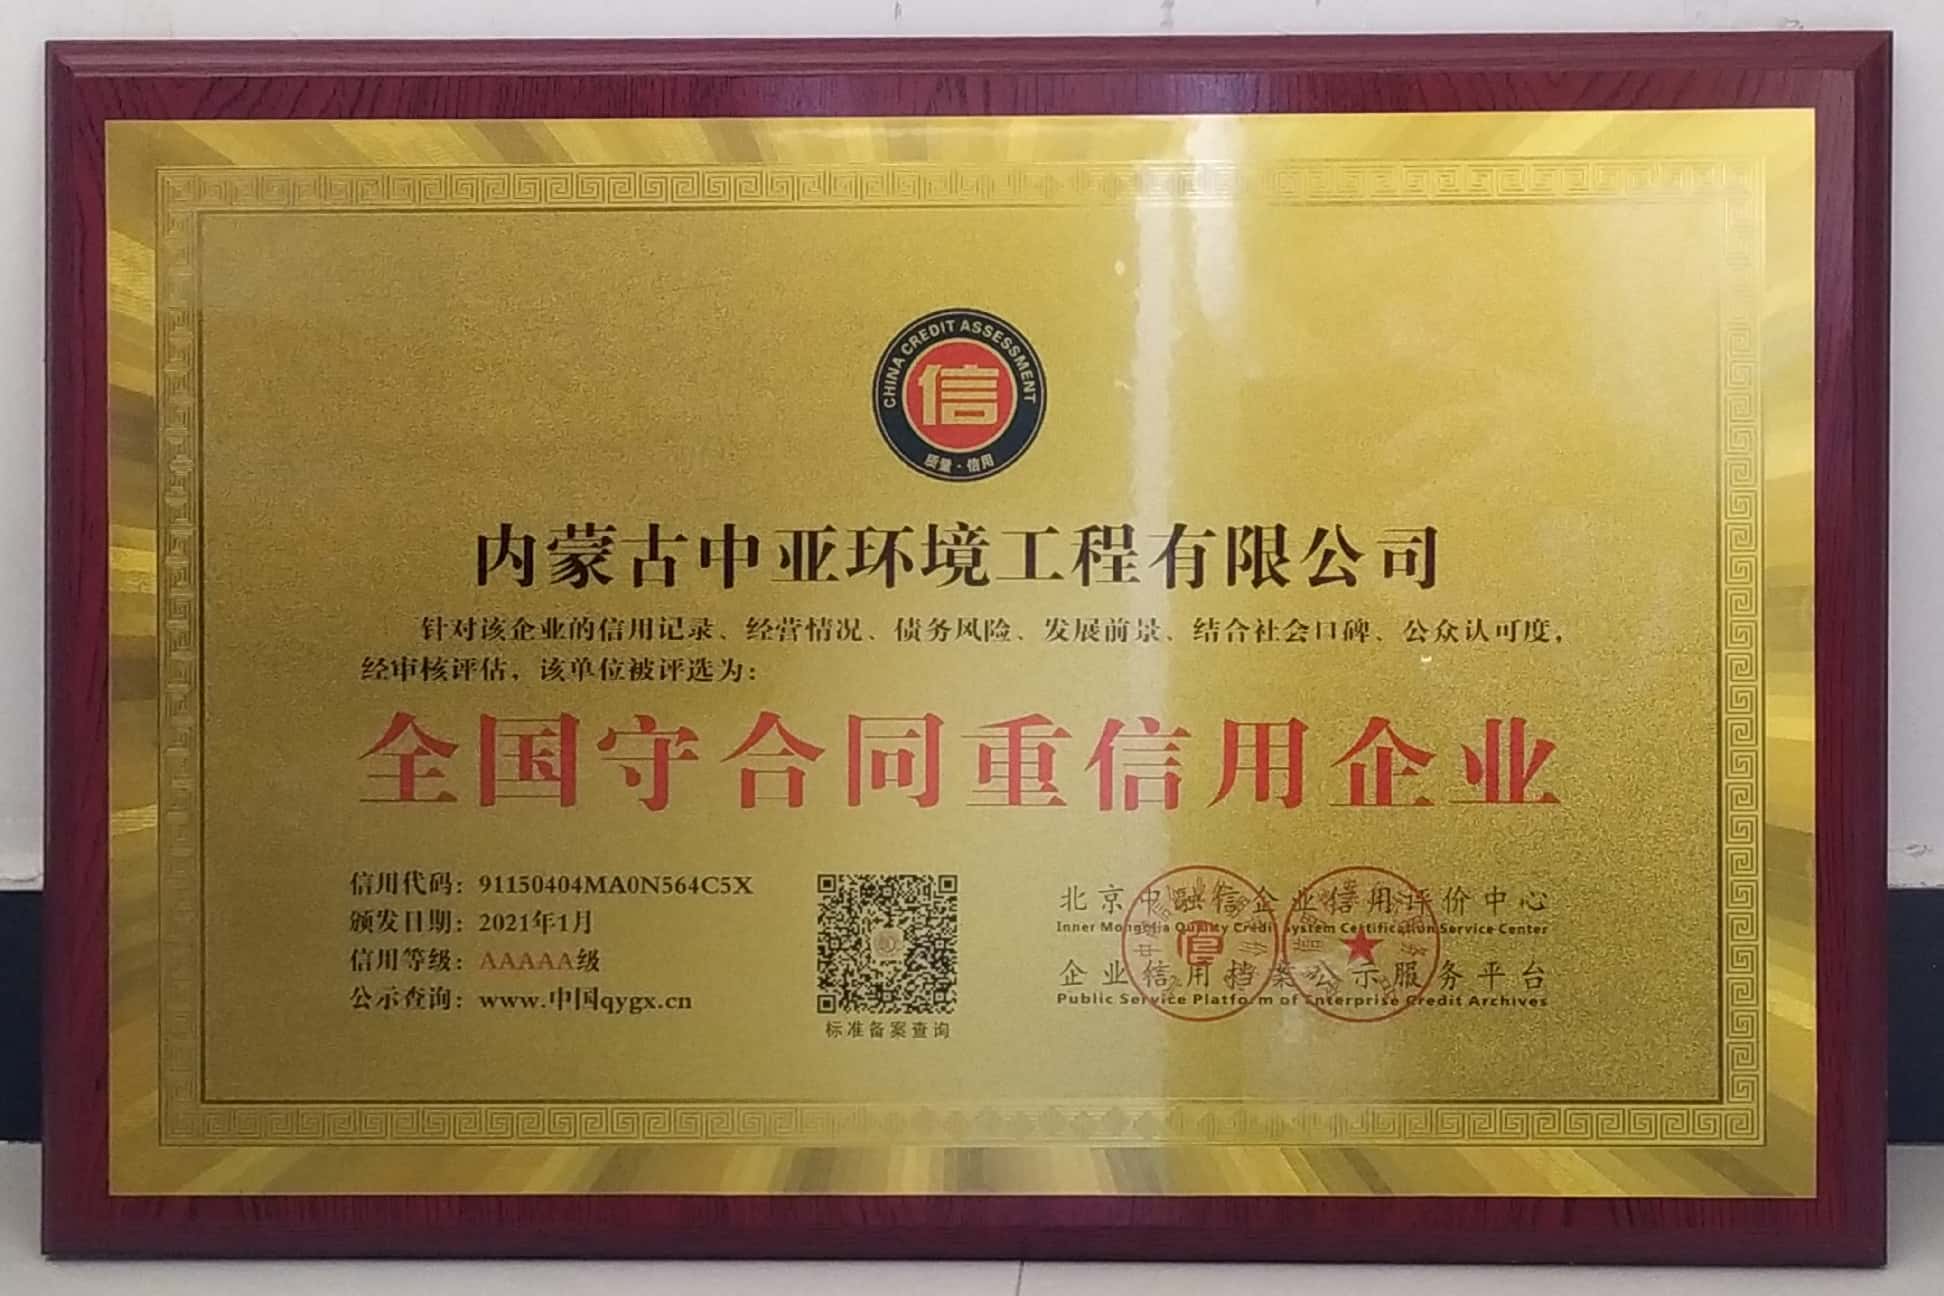 CHINA CREDIT ASSESSMENT
信
质量·信用
内蒙古中亚环境工程有限公司
针对该企业的信用记录、经营情况、债务风险、发展前景、结合社会口碑、公众认可度，
经审核评估，该单位被评选为：
全国守合同重信用企业
信用代码：91150404MA0N564C5X
颁发日期：2021年1月
信用等级：AAAAA级
公示查询：www.中国qygx.cn
标准备案查询
北京中融信企业信用评价中心
Inner Mongolia Quality Credit System Certification Service Center
企业信用档案公示服务平台
Public Service Platform of Enterprise Credit Archives